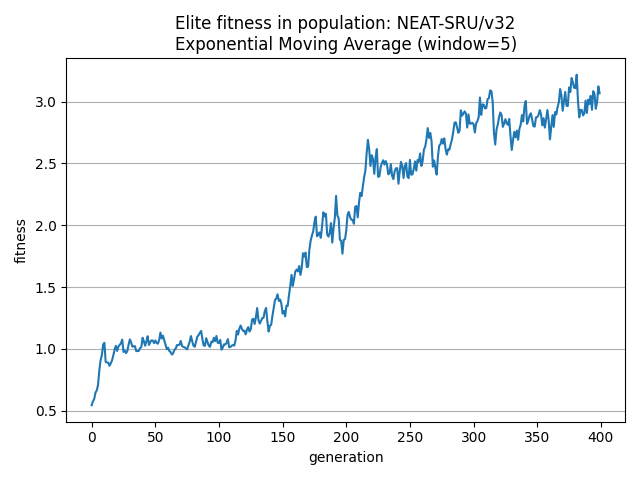 Elite fitness in population: NEAT-SRU/v32
Exponential Moving Average (window=5)
fitness
3.0
2.5
2.0
1.5
1.0
0.5
0 50 100 150 200 250 300 350 400
generation